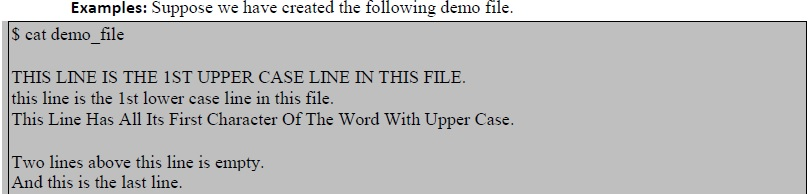 Examples: Suppose we have created the following demo file.
$ cat demo_file
THIS LINE IS THE 1ST UPPER CASE LINE IN THIS FILE.
this line is the 1st lower case line in this file.
This Line Has All Its First Character Of The Word With Upper Case.
Two lines above this line is empty.
And this is the last line.